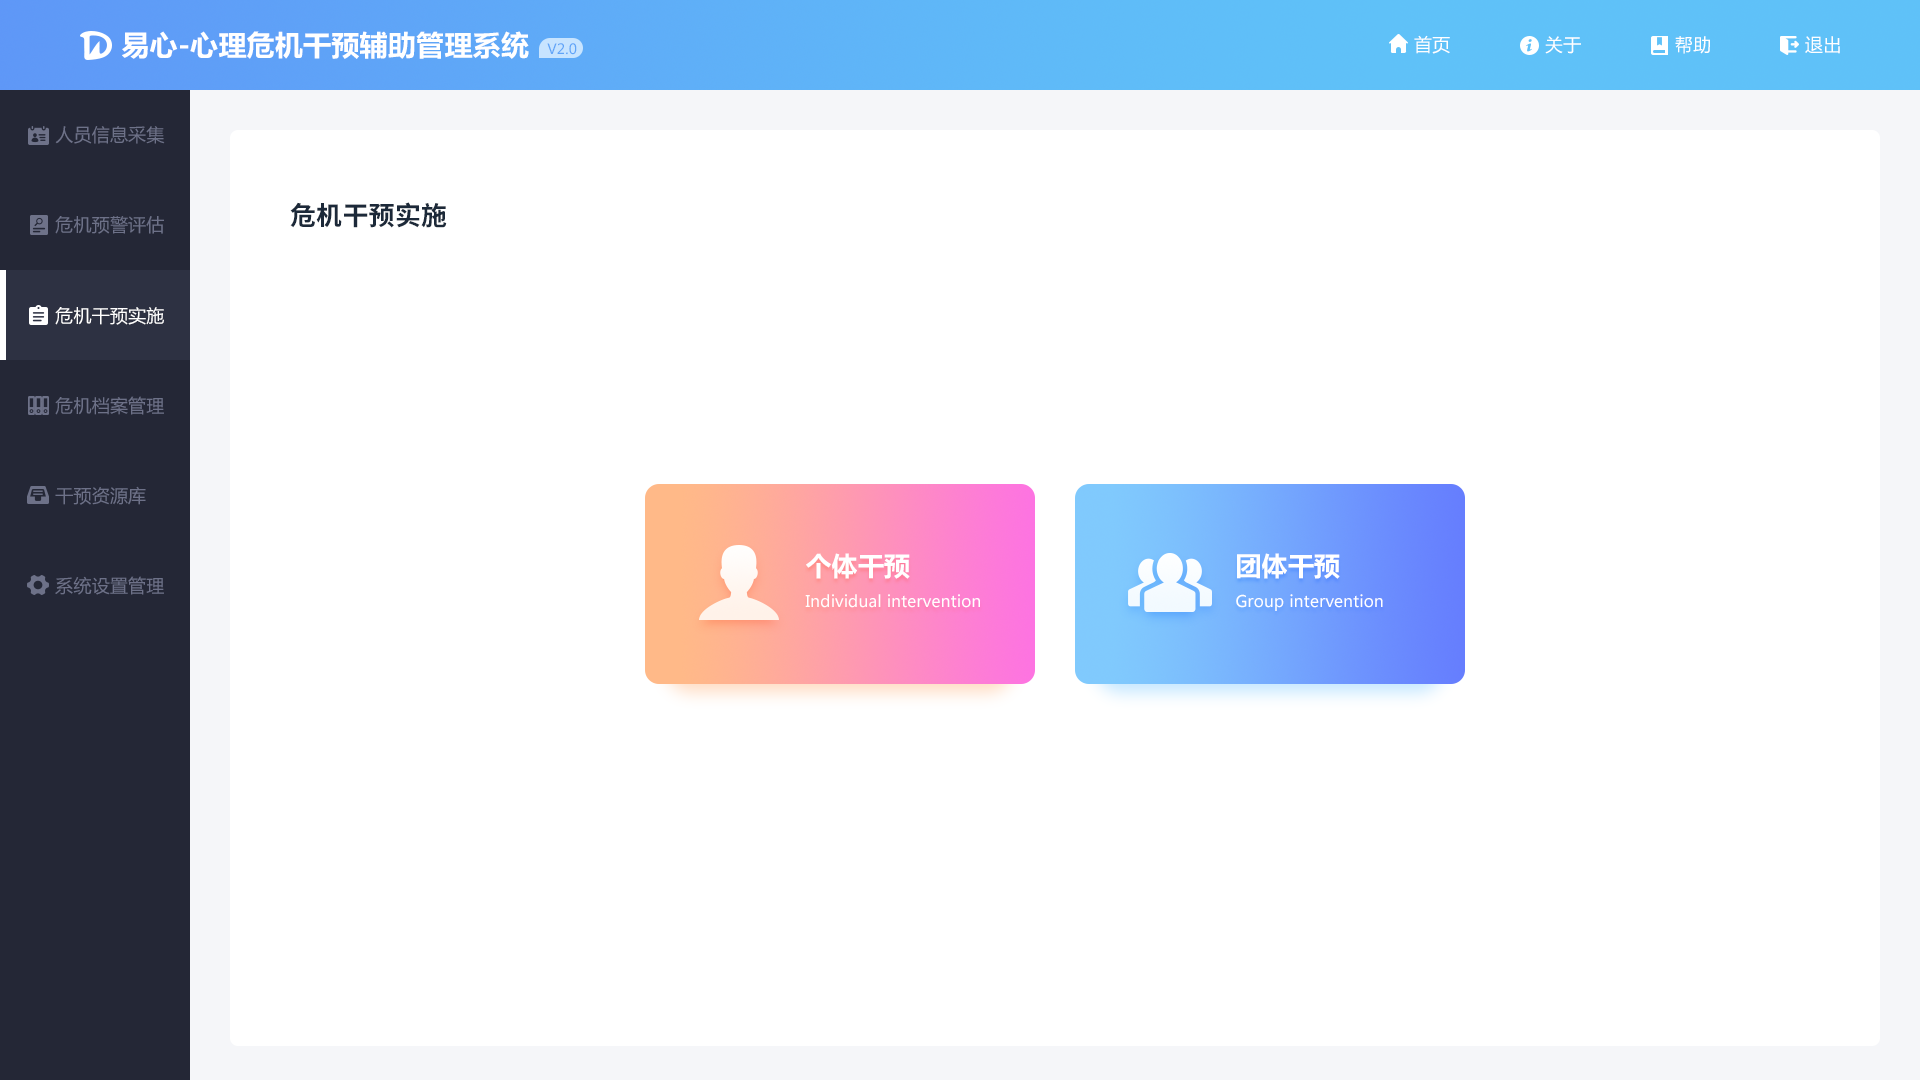 易心-心理危机干预辅助管理系统 V2.0
首页
关于
帮助
退出
人员信息采集
危机预警评估
危机干预实施
危机档案管理
干预资源库
系统设置管理
危机干预实施
个体干预
Individual intervention
团体干预
Group intervention